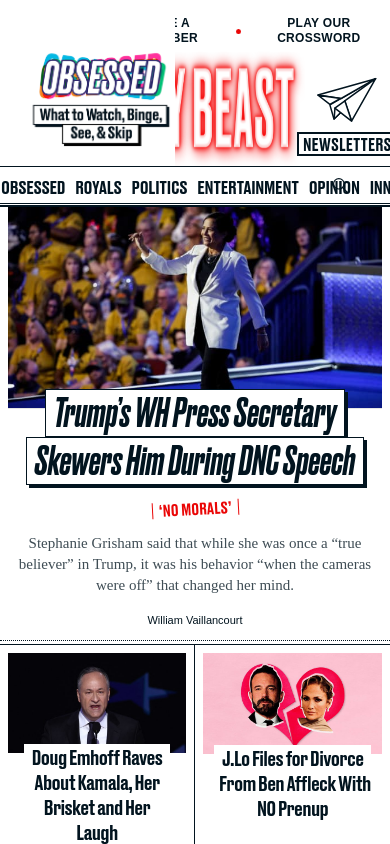 E A
PLAY OUR
BER
CROSSWORD
OBSESSED
What to Watch, Binge,
See, & Skip
Y BEAST
NEWSLETTERS
OBSESSED ROYALS POLITICS ENTERTAINMENT OPINION INN
Trump's WH Press Secretary
Skewers Him During DNC Speech
'NO MORALS'
Stephanie Grisham said that while she was once a “true
believer” in Trump, it was his behavior “when the cameras
were off” that changed her mind.
William Vaillancourt
Doug Emhoff Raves
About Kamala, Her
Brisket and Her
Laugh
J.Lo Files for Divorce
From Ben Affleck With
NO Prenup